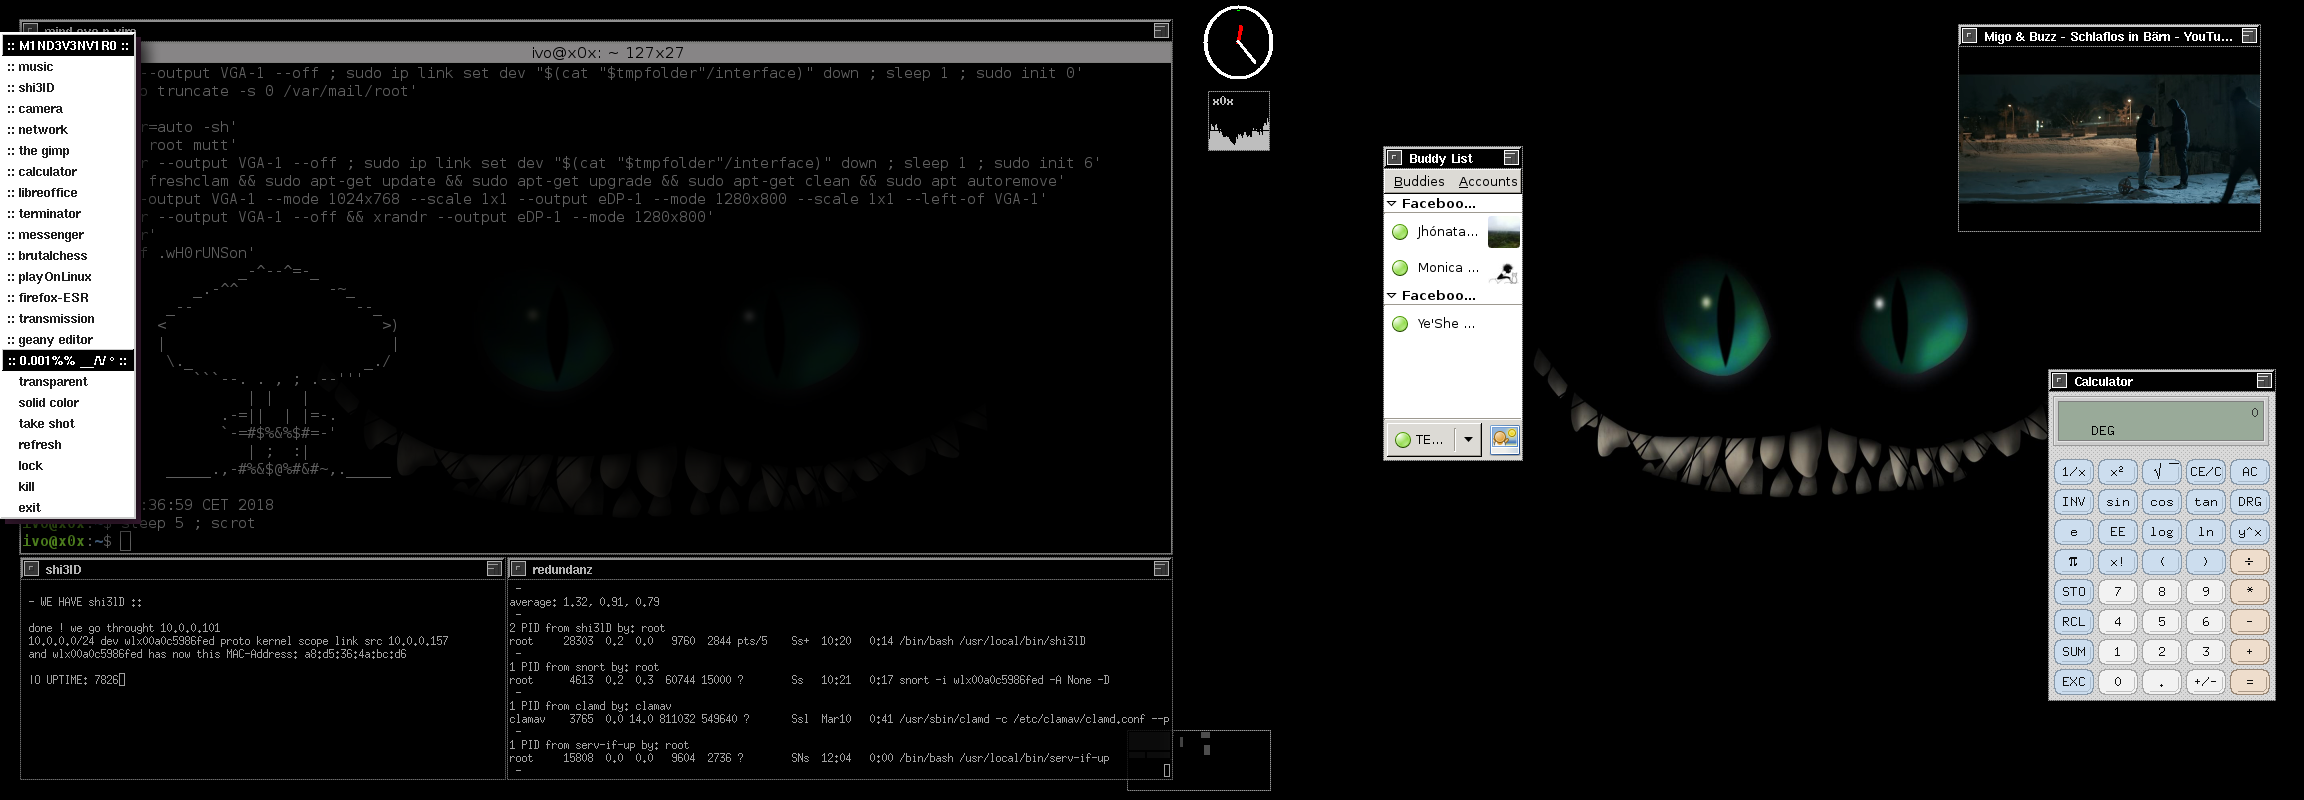 :: M1ND3V3NV1R0 ::
:: music
:: shi3lD
:: camera
:: network
:: the gimp
:: calculator
:: libreoffice
:: terminator
:: messenger
:: brutalchess
:: playOnLinux
:: firefox-ESR
:: transmission
:: geany editor
:: 0.001%% __/\/ ° ::
transparent
solid color
take shot
refresh
lock
kill
exit
ivo@x0x: ~ 127x27
--output VGA-1 --off ; sudo ip link set dev "$(cat "$tmpfolder"/interface)" down ; sleep 1 ; sudo init 0'
truncate -s 0 /var/mail/root'
=auto -sh'
root mutt'
--output VGA-1 --off ; sudo ip link set dev "$(cat "$tmpfolder"/interface)" down ; sleep 1 ; sudo init 6'
freshclam && sudo apt-get update && sudo apt-get upgrade && sudo apt-get clean && sudo apt autoremove'
-output VGA-1 --mode 1024x768 --scale 1x1 --output eDP-1 --mode 1280x800 --scale 1x1 --left-of VGA-1'
--output VGA-1 --off && xrandr --output eDP-1 --mode 1280x800'
.wH0rUNSon'
:36:59 CET 2018
ivo@x0x:~$ sleep 5 ; scrot
ivo@x0x:~$
shi3lD
- WE HAVE shi3lD ::
done ! we go throught 10.0.0.101
10.0.0.0/24 dev wlx00a0c5986fed proto kernel scope link src 10.0.0.157
and wlx00a0c5986fed has now this MAC-Address: a8:d5:36:4a:bc:d6
IO UPTIME: 7826
redundanz
-
average: 1.32, 0.91, 0.79
-
2 PID from shi3lD by: root
root 28303 0.2 0.0 9760 2844 pts/5 Ss+ 10:20 0:14 /bin/bash /usr/local/bin/shi3lD
-
1 PID from snort by: root
root 4613 0.2 0.3 60744 15000 ? Ss 10:21 0:17 snort -i wlx00a0c5986fed -A None -D
-
1 PID from clamd by: clamav
clamav 3765 0.0 14.0 811032 549640 ? Ssl Mar10 0:41 /usr/sbin/clamd -c /etc/clamav/clamd.conf --p
-
1 PID from serv-if-up by: root
root 15808 0.0 0.0 9604 2736 ? SNs 12:04 0:00 /bin/bash /usr/local/bin/serv-if-up
-
x0x
Buddy List
Buddies Accounts
Faceboo...
Jhónata...
Monica ...
Faceboo...
Ye'She ...
TE...
Migo & Buzz - Schlaflos in Bärn - YouTu...
Calculator
0
DEG
1/x x² √ CE/C AC
INV sin cos tan DRG
e EE log ln y^x
π x! ( ) ÷
STO 7 8 9 *
RCL 4 5 6 -
SUM 1 2 3 +
EXC 0 . +/- =